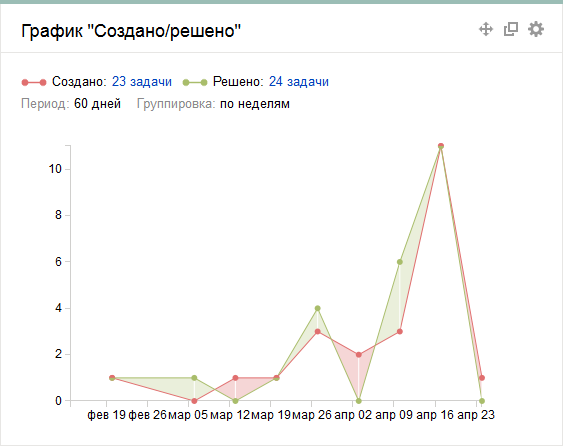 График "Создано/решено"
Создано: 23 задачи Решено: 24 задачи
Период: 60 дней Группировка: по неделям
10
8
6
4
2
0
фев 19 фев 26 мар 05 мар 12 мар 19 мар 26 апр 02 апр 09 апр 16 апр 23